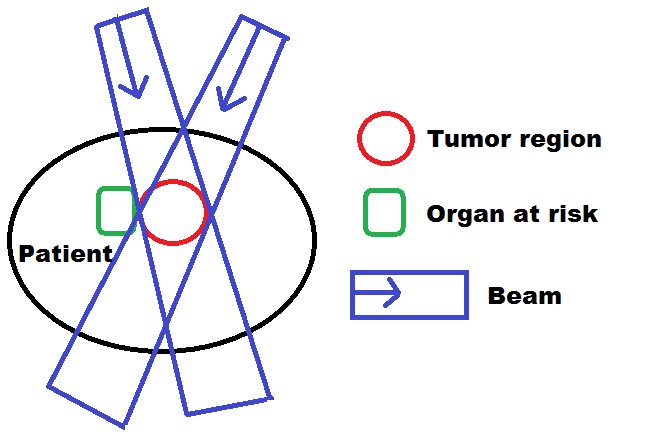 Tumor region
Organ at risk
Patient
Beam